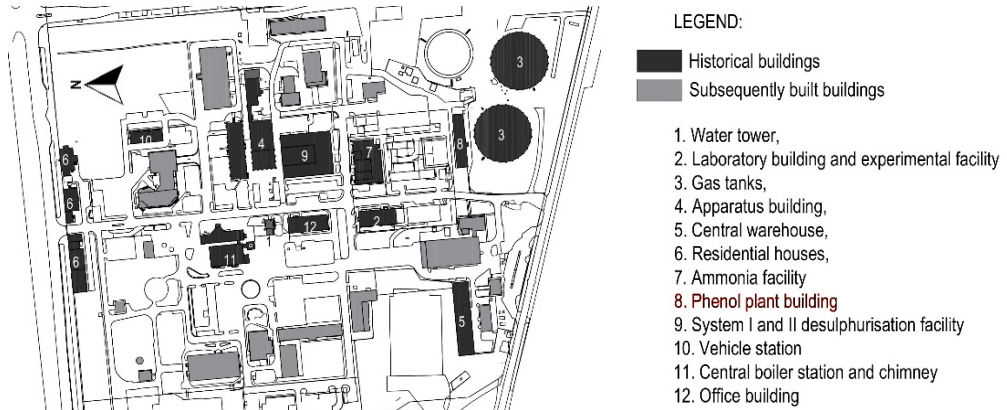 LEGEND:
Historical buildings
Subsequently built buildings
1. Water tower,
2. Laboratory building and experimental facility
3. Gas tanks,
4. Apparatus building,
5. Central warehouse,
6. Residential houses,
7. Ammonia facility
8. Phenol plant building
9. System I and II desulphurisation facility
10. Vehicle station
11. Central boiler station and chimney
12. Office building
N
3
10
6
4
9
7
8
3
6
1
12
2
6
11
5